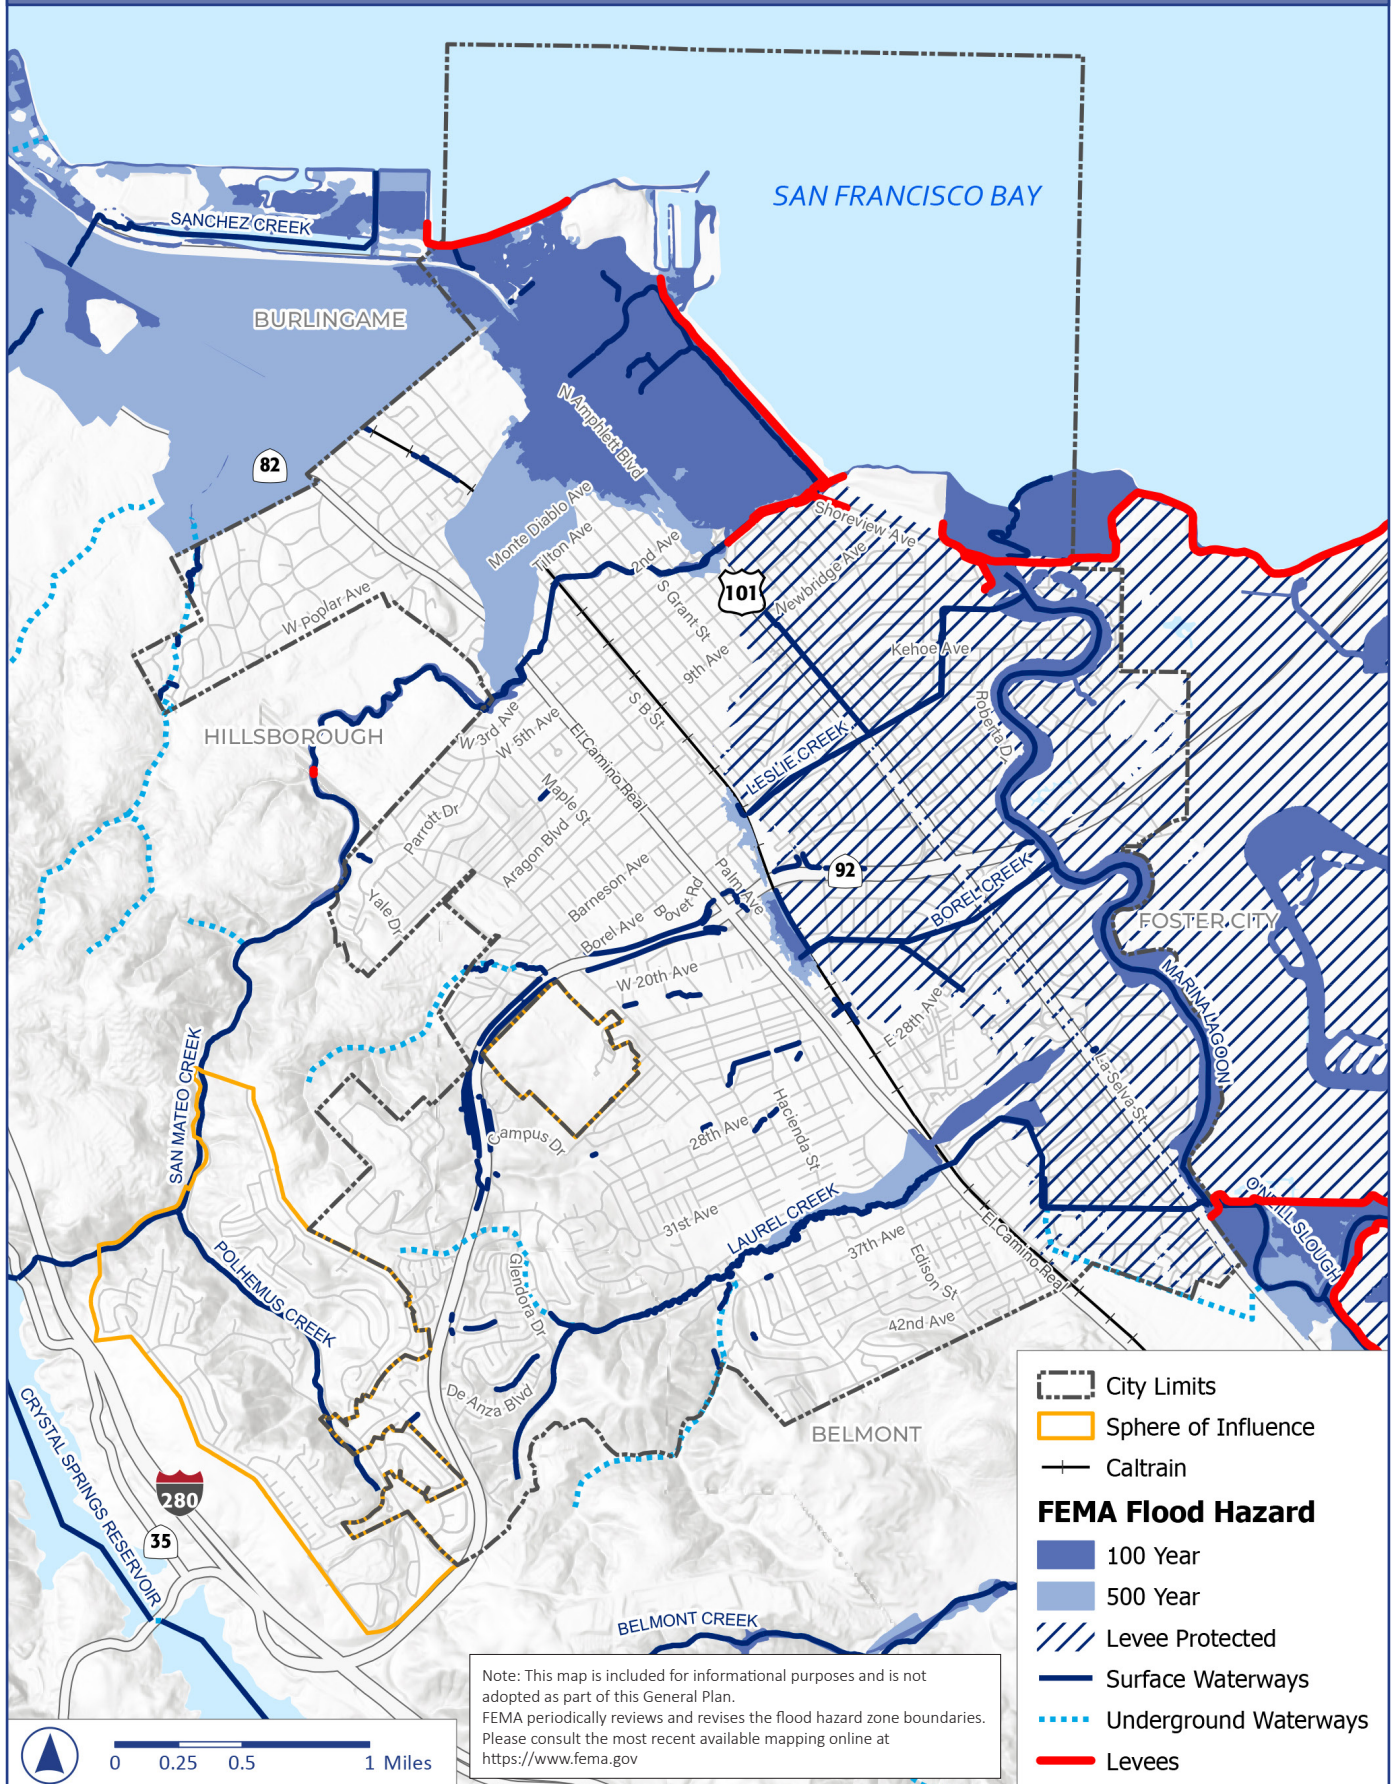 SAN FRANCISCO BAY
SANCHEZ CREEK
BURLINGAME
82
N Amphlett Blvd
Monte Diablo Ave
Tilton Ave
2nd Ave
Shoreview Ave
101
Newbridge Ave
S Grant St
9th Ave
Kehoe Ave
W Poplar Ave
HILLSBOROUGH
W 3rd Ave
W 5th Ave
El Camino Real
S B St
Roberta Dr
LESLIE CREEK
Maple St
Parrott Dr
Aragon Blvd
Barneson Ave
Palm Ave
92
Yale Dr
Bovet Rd
Borel Ave
BOREL CREEK
FOSTER CITY
W 20th Ave
MARINA LAGOON
E 28th Ave
SAN MATEO CREEK
La Selva St
Hacienda St
Campus Dr
28th Ave
31st Ave
LAUREL CREEK
O'NEILL SLOUGH
37th Ave
El Camino Real
POLHEMUS CREEK
Glendora Dr
Edison St
42nd Ave
De Anza Blvd
BELMONT
CRYSTAL SPRINGS RESERVOIR
280
35
BELMONT CREEK
City Limits
Sphere of Influence
Caltrain
FEMA Flood Hazard
100 Year
500 Year
Levee Protected
Surface Waterways
Underground Waterways
Levees
Note: This map is included for informational purposes and is not
adopted as part of this General Plan.
FEMA periodically reviews and revises the flood hazard zone boundaries.
Please consult the most recent available mapping online at
https://www.fema.gov
0 0.25 0.5 1 Miles